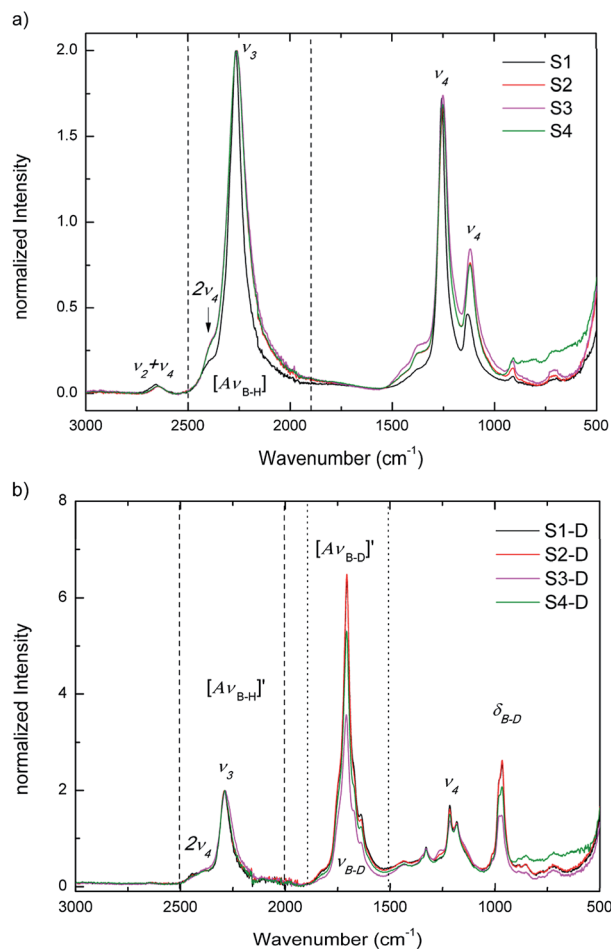 a)
2.0
1.5
1.0
0.5
0.0
normalized Intensity
ν3
ν4
ν4
2ν4
ν2+ν4
[AνB-H]
S1
S2
S3
S4
3000 2500 2000 1500 1000 500
Wavenumber (cm-1)
b)
8
6
4
2
0
normalized Intensity
[AνB-D]'
[AνB-H]'
S1-D
S2-D
S3-D
S4-D
δB-D
ν3
ν4
2ν4
νB-D
3000 2500 2000 1500 1000 500
Wavenumber (cm-1)